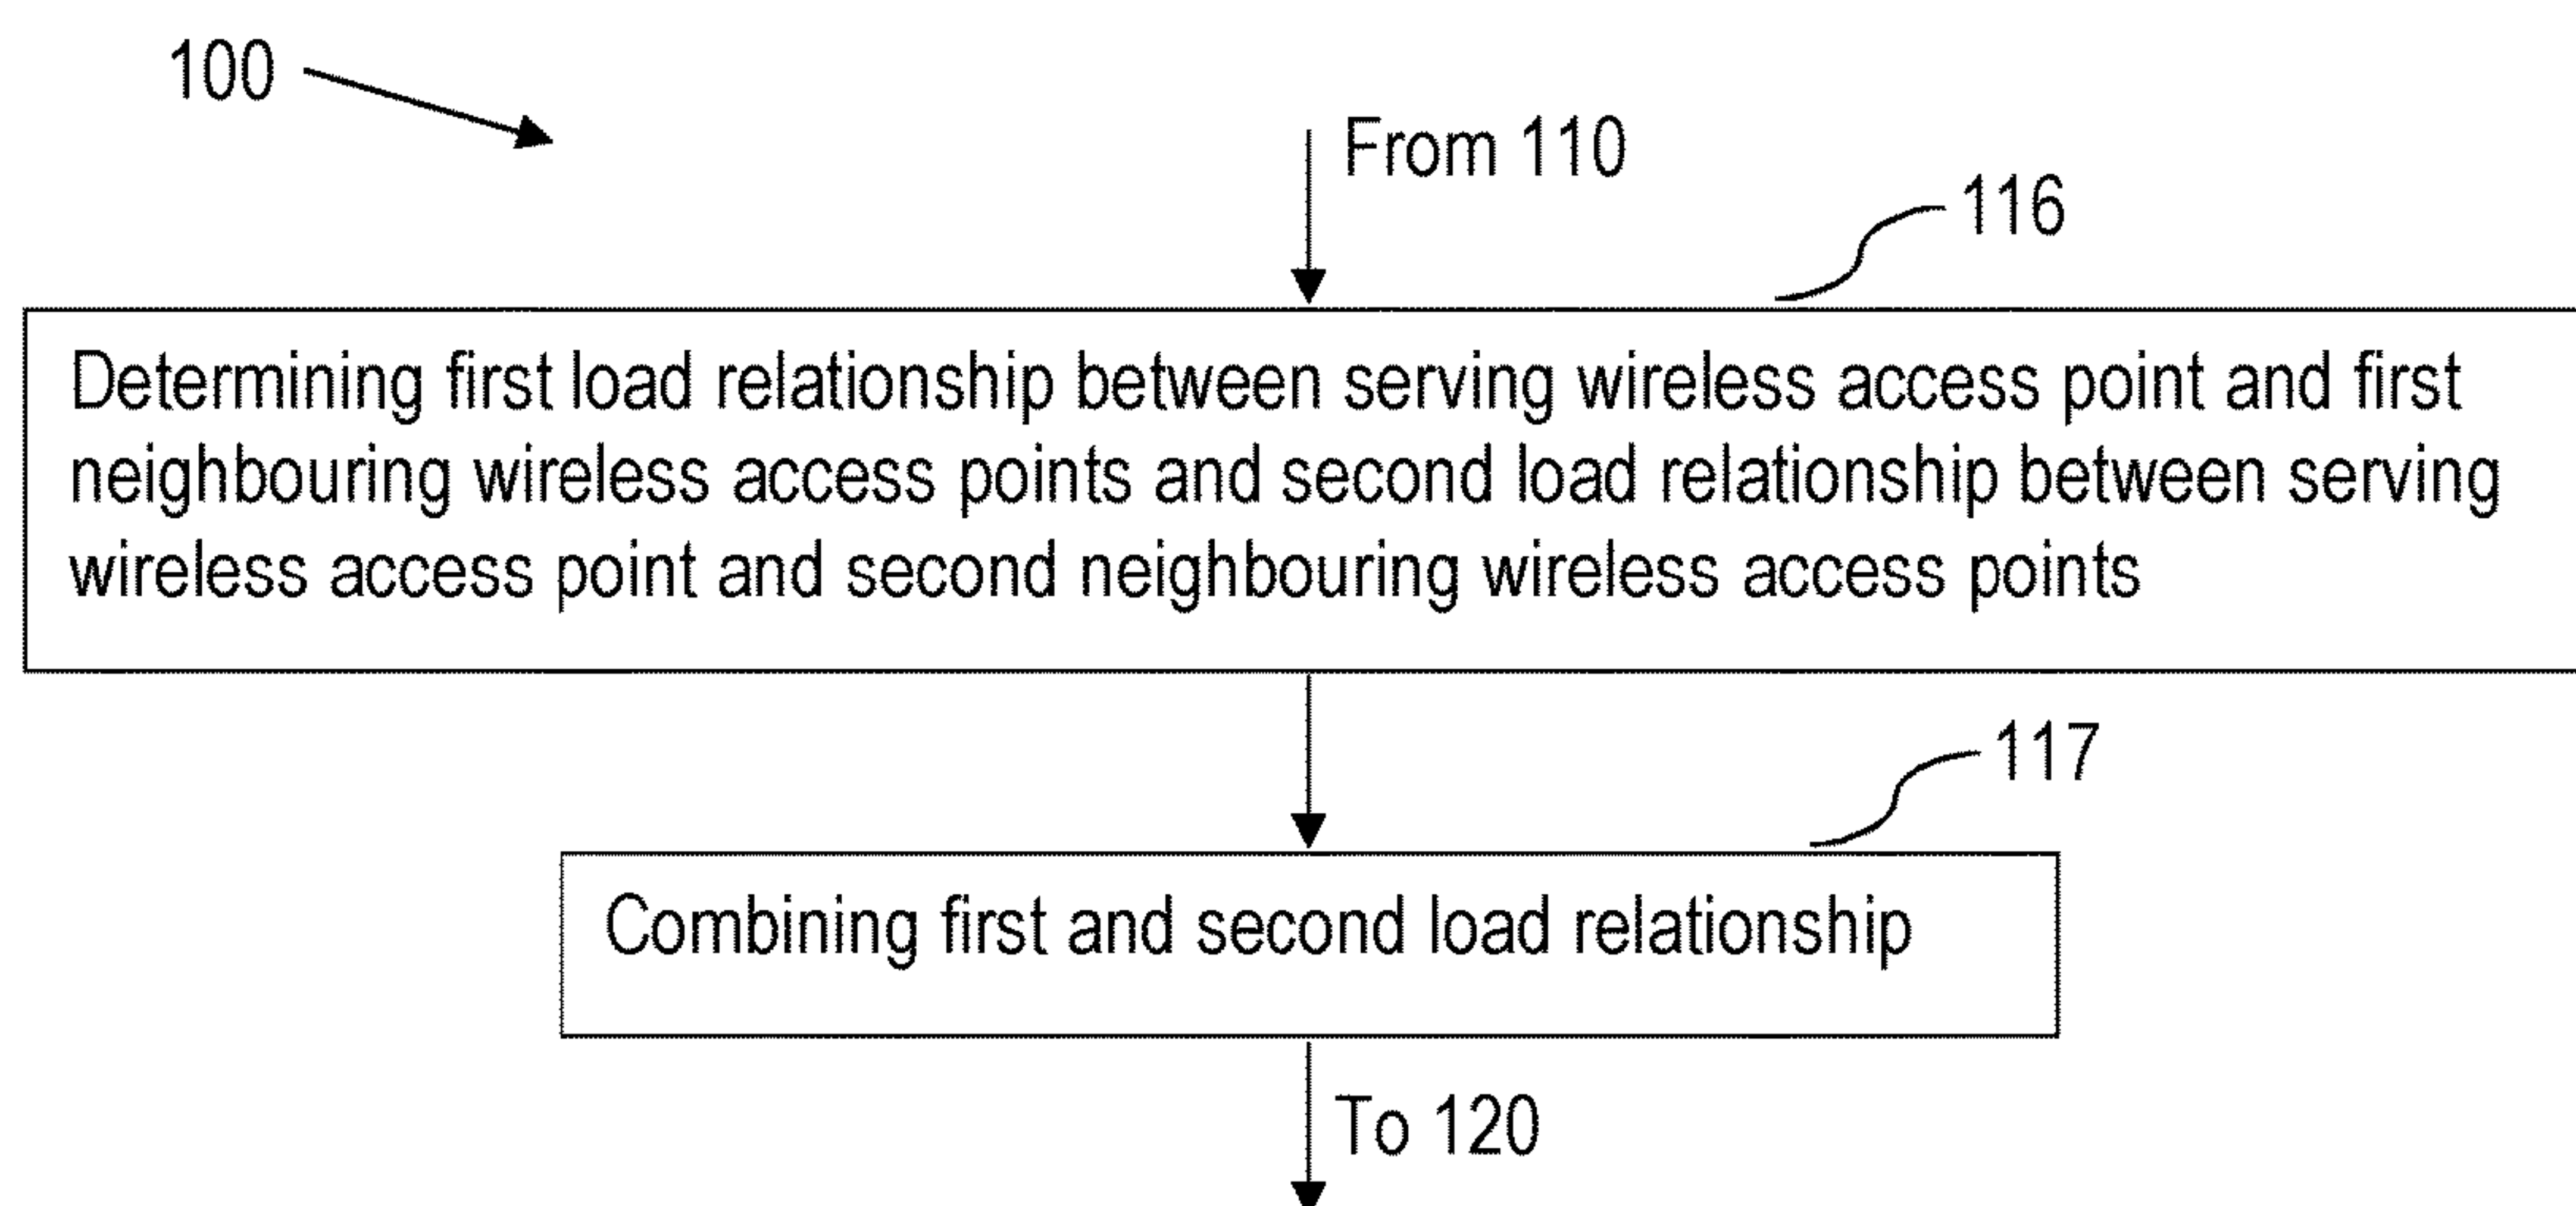 100
From 110
116
Determining first load relationship between serving wireless access point and first
neighbouring wireless access points and second load relationship between serving
wireless access point and second neighbouring wireless access points
117
Combining first and second load relationship
To 120